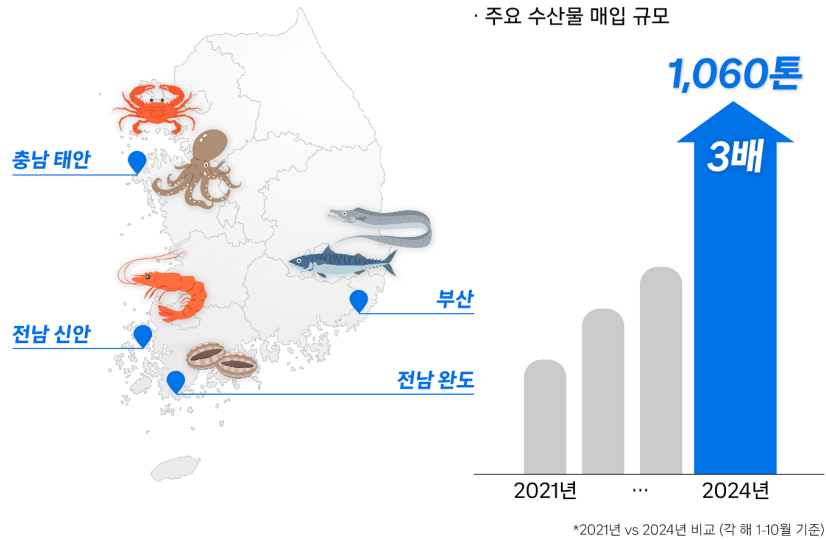 · 주요 수산물 매입 규모
1,060톤
3배
충남 태안
부산
전남 신안
전남 완도
2021년 ... 2024년
*2021년 vs 2024년 비교 (각 해 1-10월 기준)